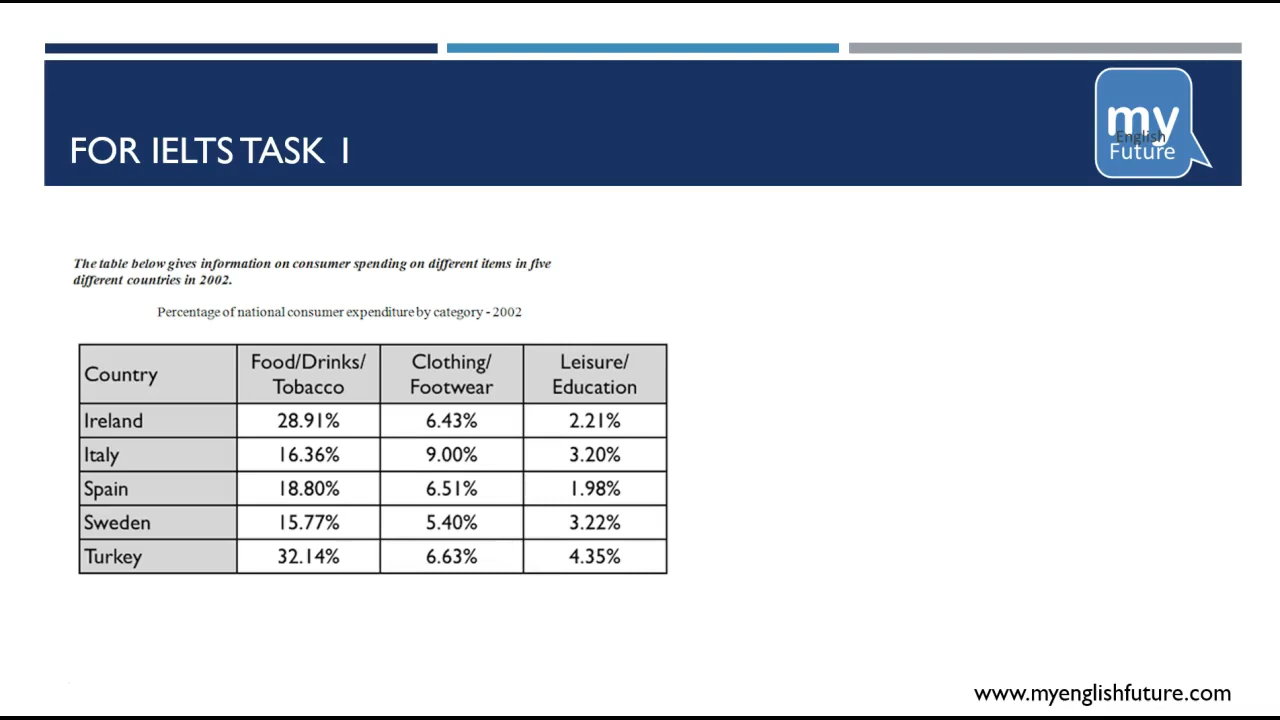 FOR IELTS TASK 1
my
English
Future
The table below gives information on consumer spending on different items in five
different countries in 2002.
Percentage of national consumer expenditure by category - 2002
Country Food/Drinks/Tobacco Clothing/Footwear Leisure/Education
Ireland 28.91% 6.43% 2.21%
Italy 16.36% 9.00% 3.20%
Spain 18.80% 6.51% 1.98%
Sweden 15.77% 5.40% 3.22%
Turkey 32.14% 6.63% 4.35%
www.myenglishfuture.com